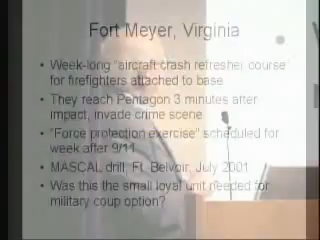 Fort Meyer, Virginia
• Week-long "aircraft crash refresher course"
for firefighters attached to base
• They reach Pentagon 3 minutes after
impact, invade crime scene
• "Force protection exercise" scheduled for
week after 9/11
• MASCAL drill, Ft. Belvoir, July 2001
• Was this the small loyal unit needed for
military coup option?